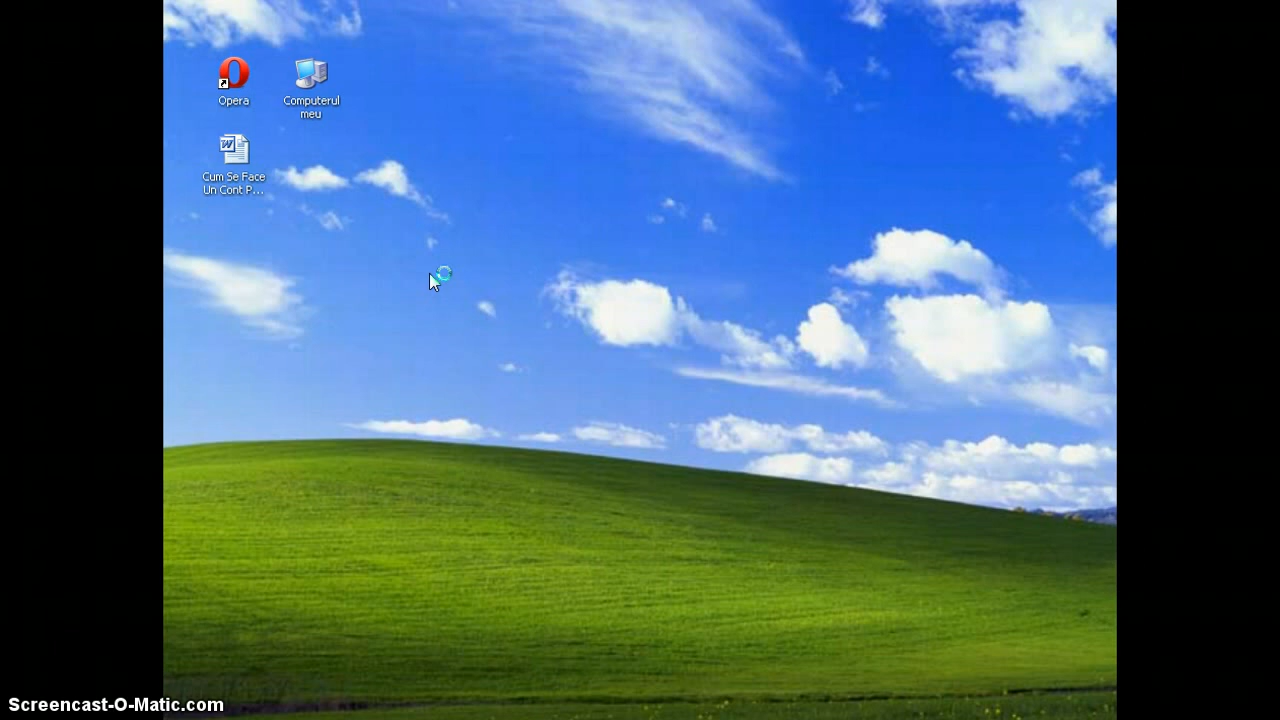 Opera
Computerul
meu
Cum Se Face
Un Cont P...
Screencast-O-Matic.com